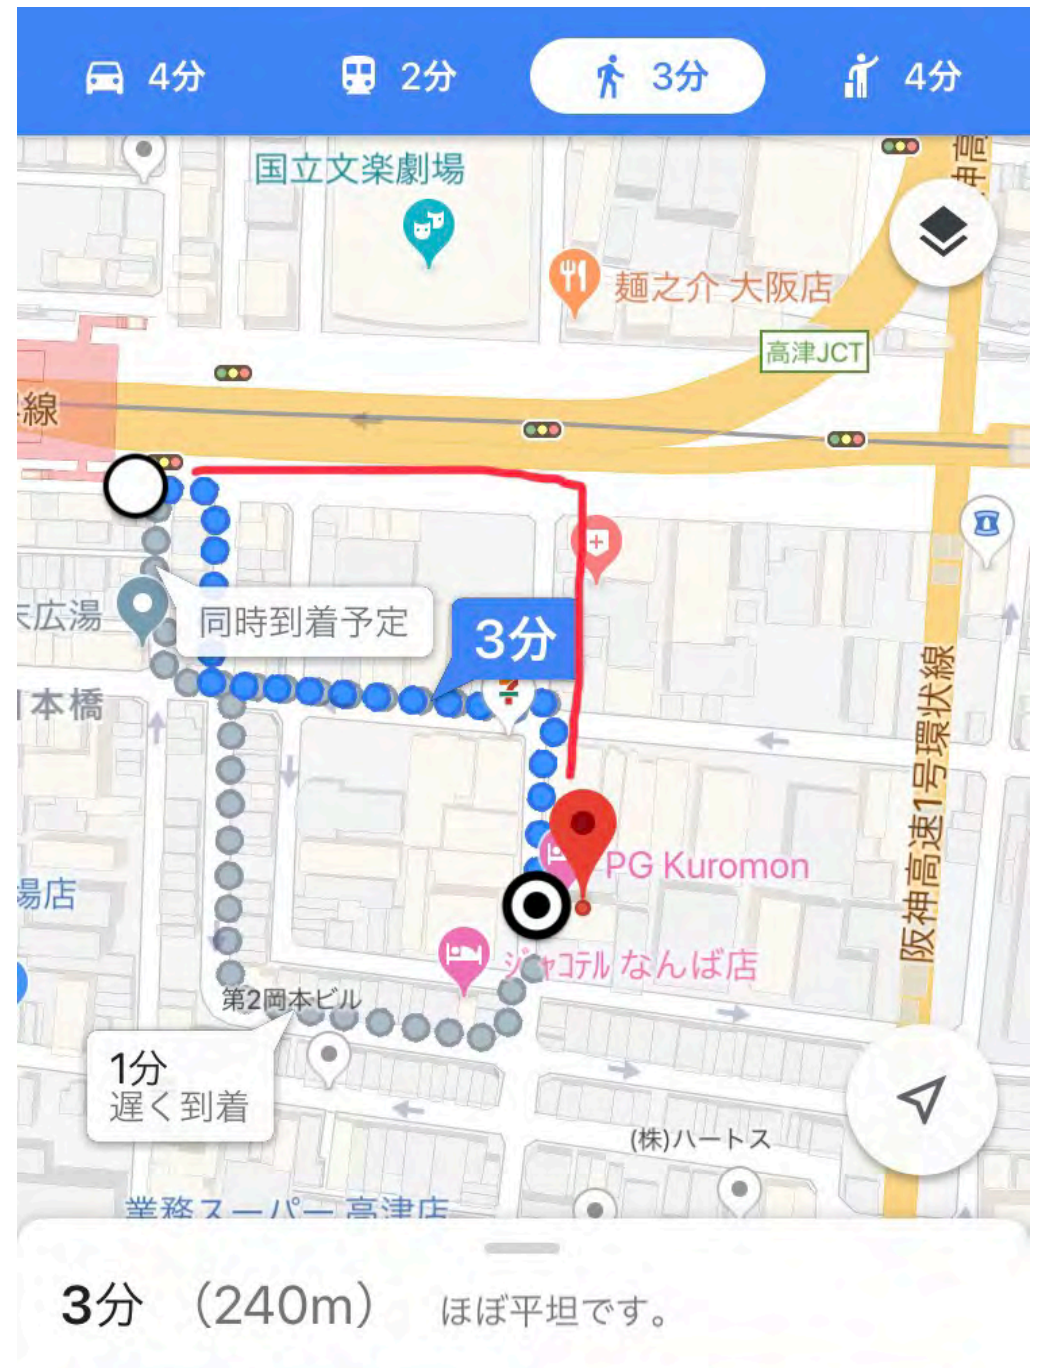 4分
2分
3分
4分
国立文楽劇場
麺之介 大阪店
高津JCT
線
広湯
同時到着予定
3分
本橋
阪神高速1号環状線
PG Kuromon
場店
ジャコテル なんば店
第2岡本ビル
1分
遅く到着
(株)ハートス
業務スーパー 高津店
3分 (240m) ほぼ平坦です。